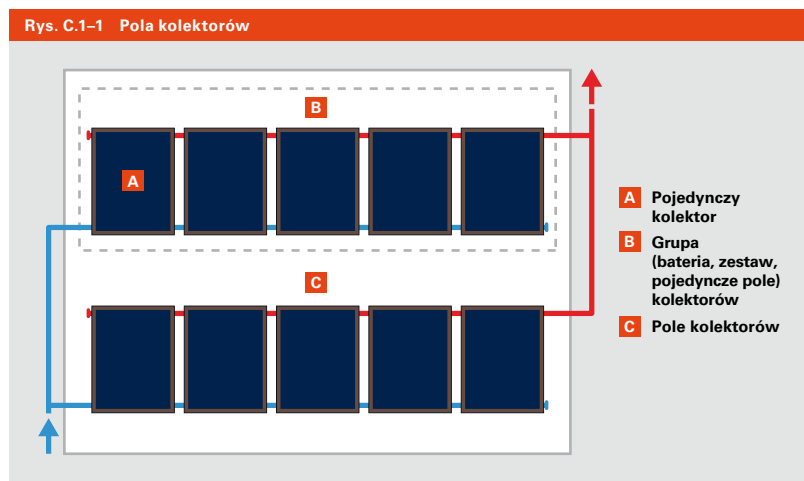 Rys. C.1–1 Pola kolektorów
B
A
C
A Pojedynczy
kolektor
B Grupa
(bateria, zestaw,
pojedyncze pole)
kolektorów
C Pole kolektorów